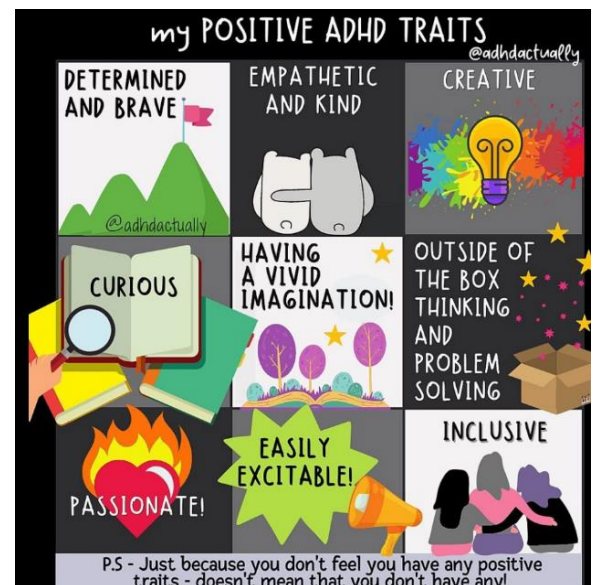 my POSITIVE ADHD TRAITS
@adhdactually
DETERMINED
AND BRAVE
@adhdactually
EMPATHETIC
AND KIND
CREATIVE
CURIOUS
HAVING
A VIVID
IMAGINATION!
OUTSIDE OF
THE BOX
THINKING
AND
PROBLEM
SOLVING
PASSIONATE!
EASILY
EXCITABLE!
INCLUSIVE
P.S - Just because you don't feel you have any positive
traits - doesn't mean that you don't have any!